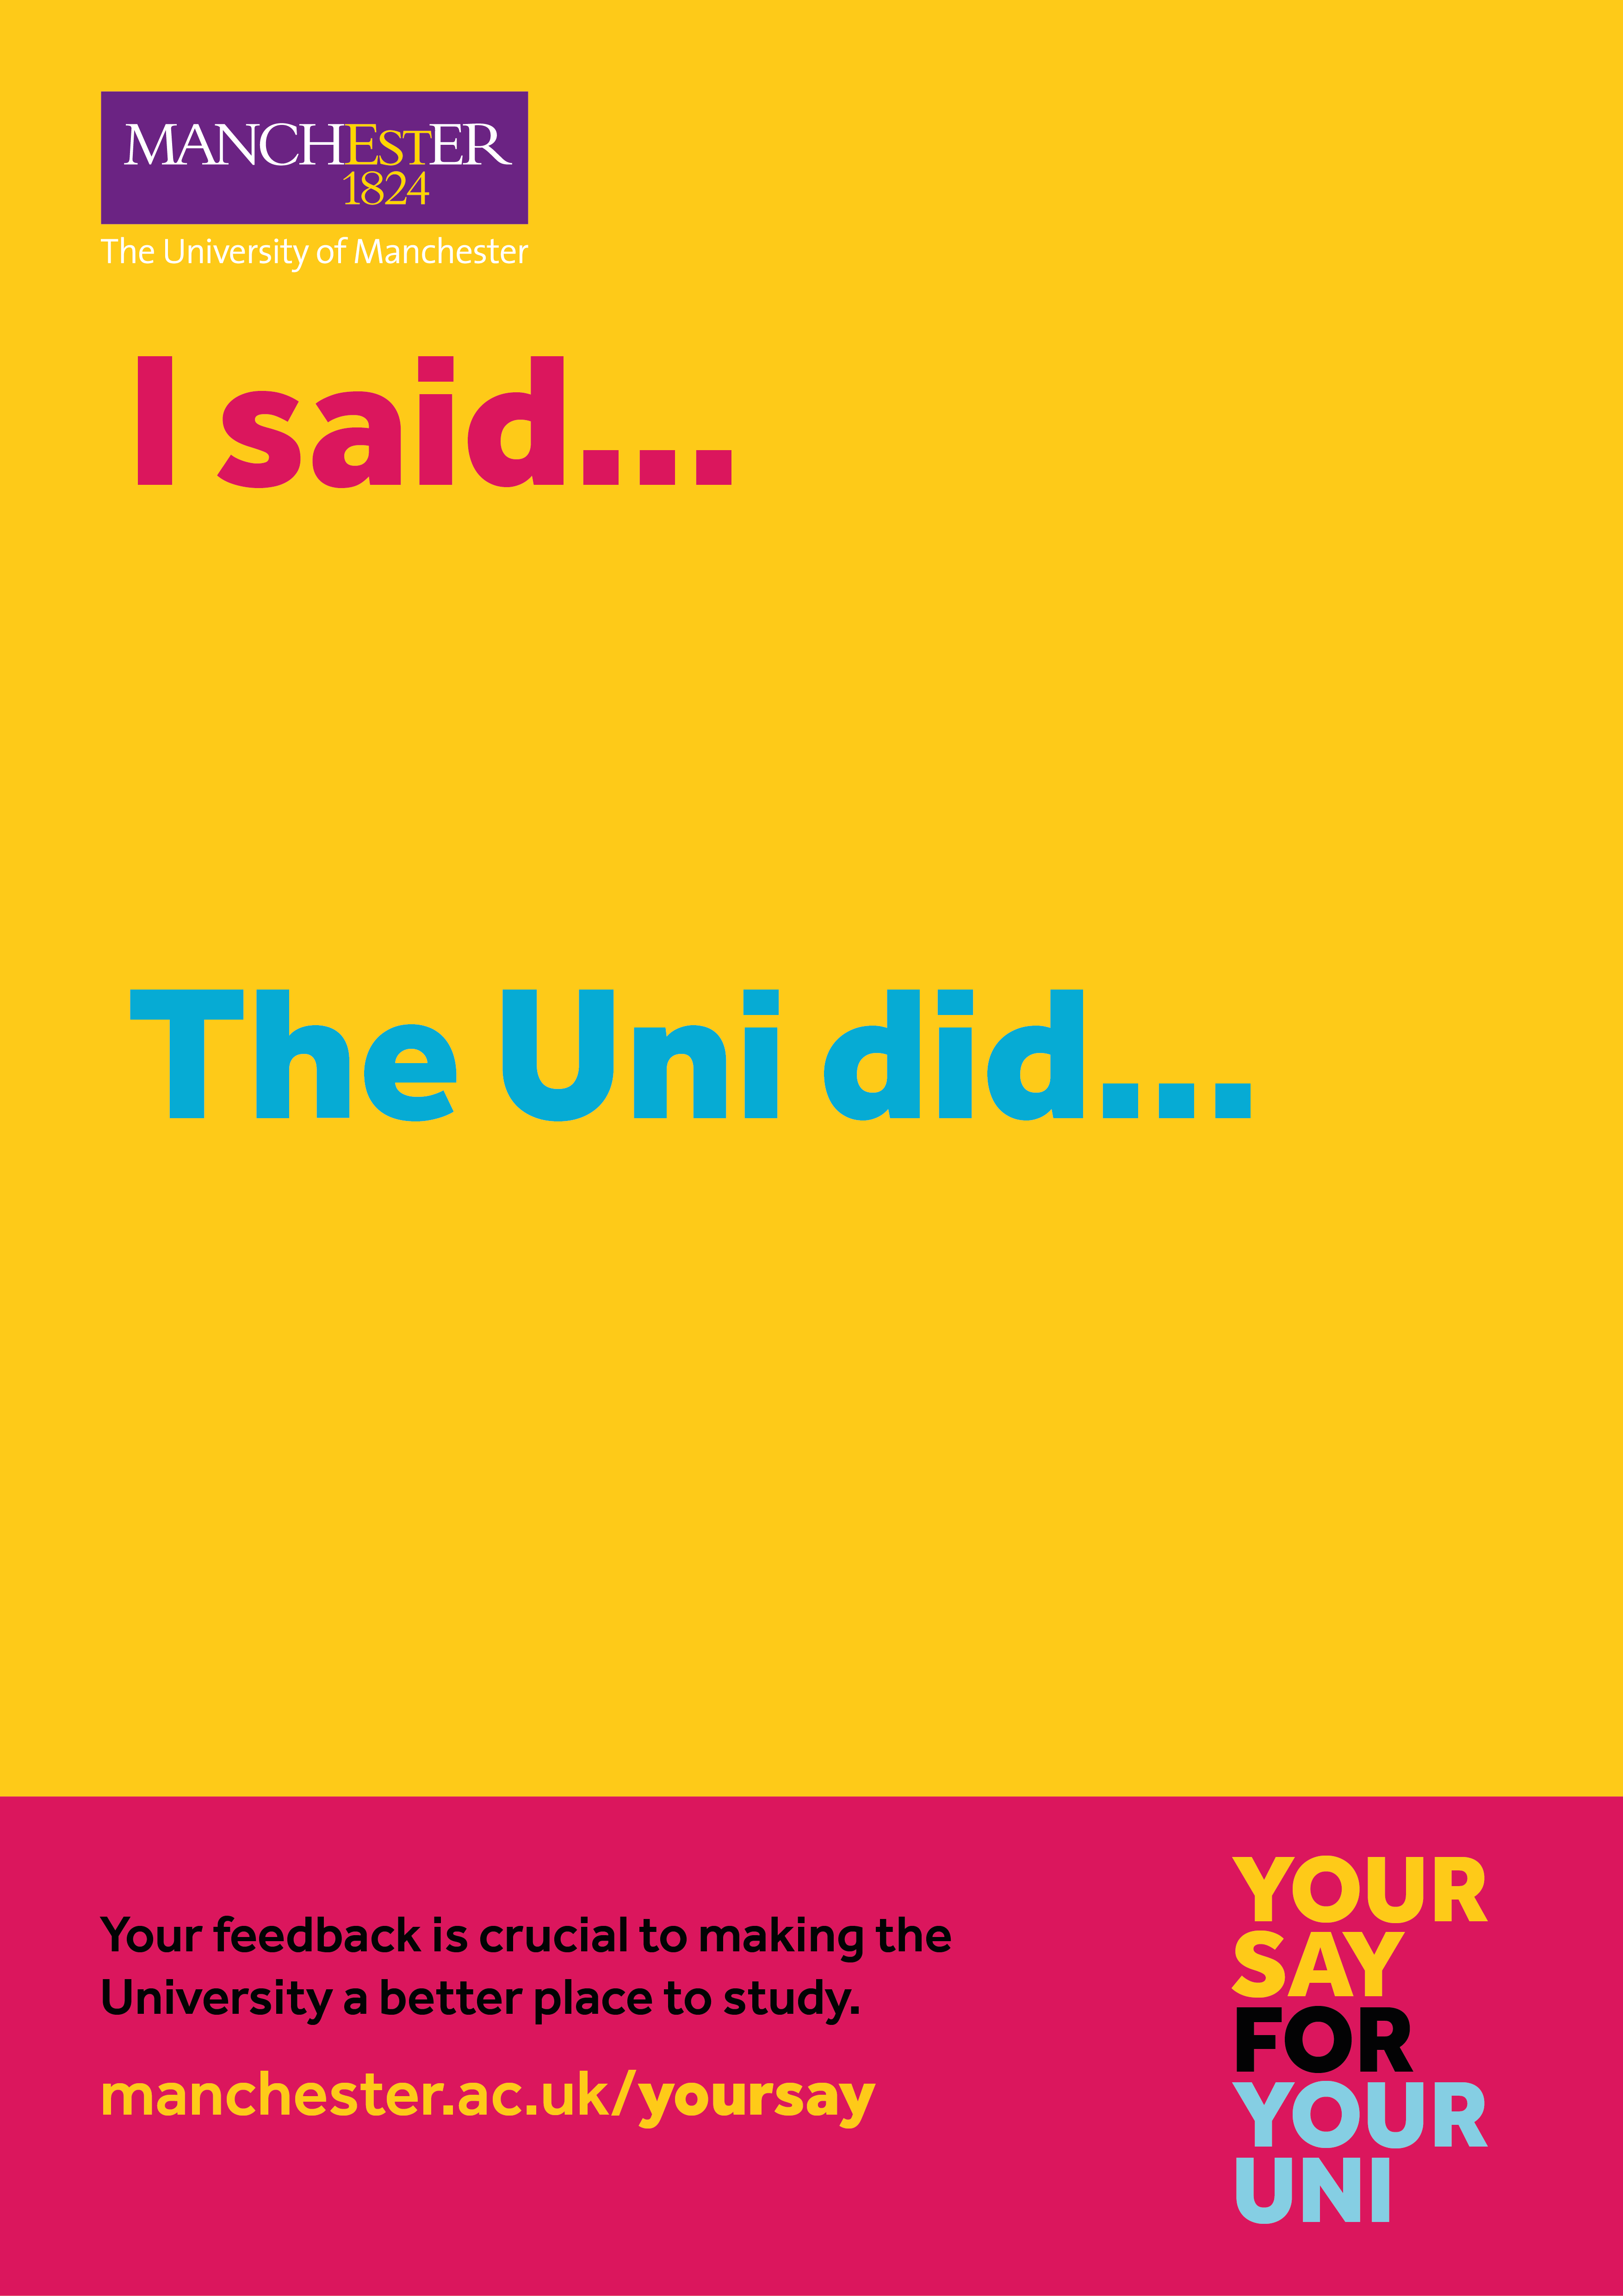 MANCHESTER
1824
The University of Manchester
I said...
The Uni did...
Your feedback is crucial to making the
University a better place to study.
manchester.ac.uk/yoursay
YOUR
SAY
FOR
YOUR
UNI